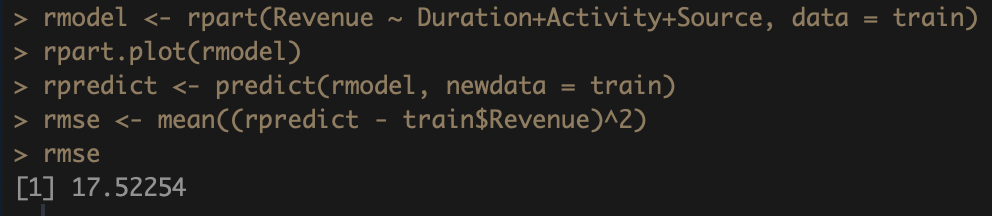 > rmodel <- rpart(Revenue ~ Duration+Activity+Source, data = train)
> rpart.plot(rmodel)
> rpredict <- predict(rmodel, newdata = train)
> rmse <- mean((rpredict - train$Revenue)^2)
> rmse
[1] 17.52254